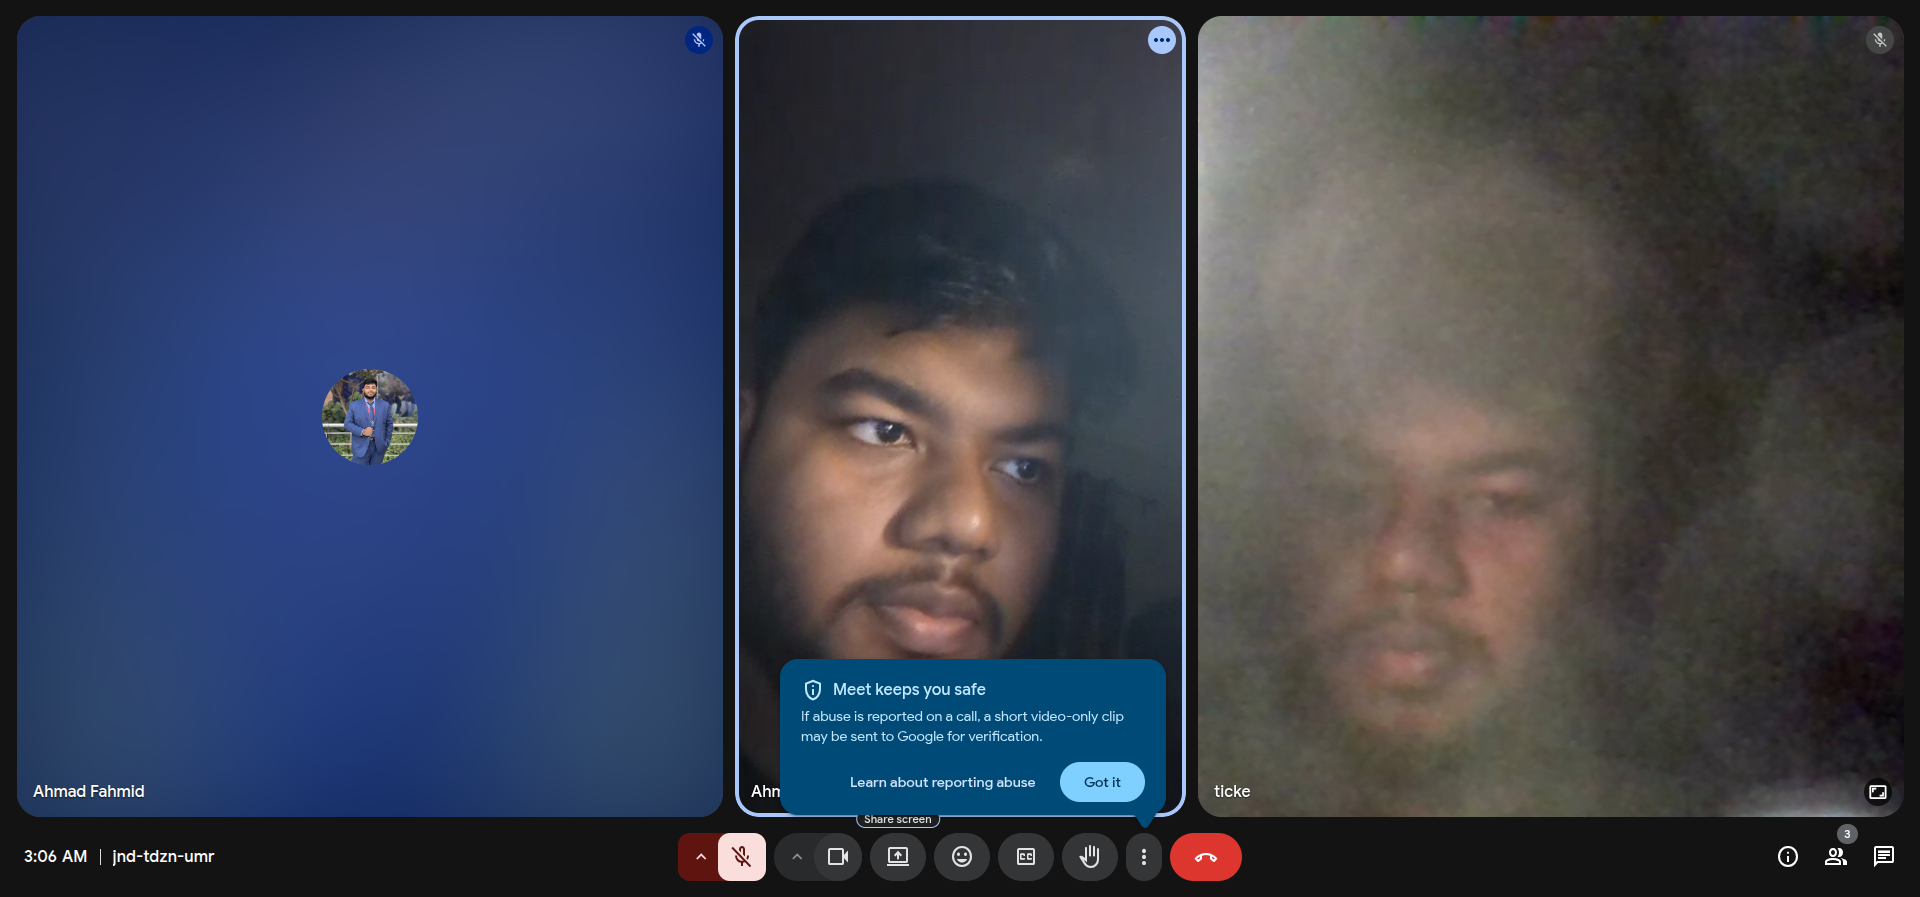 Ahmad Fahmid
Meet keeps you safe
If abuse is reported on a call, a short video-only clip
may be sent to Google for verification.
Learn about reporting abuse
Got it
ticke
Share screen
3:06 AM | jnd-tdzn-umr
CC
3